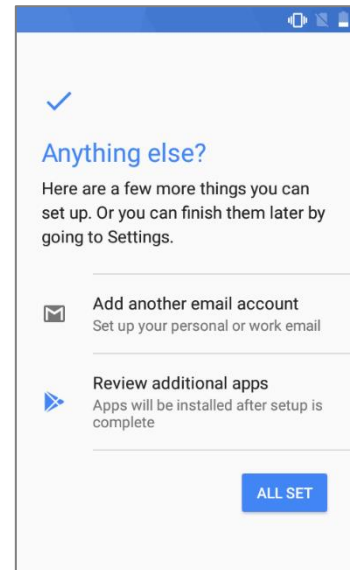 Anything else?
Here are a few more things you can
set up. Or you can finish them later by
going to Settings.
Add another email account
Set up your personal or work email
Review additional apps
Apps will be installed after setup is
complete
ALL SET